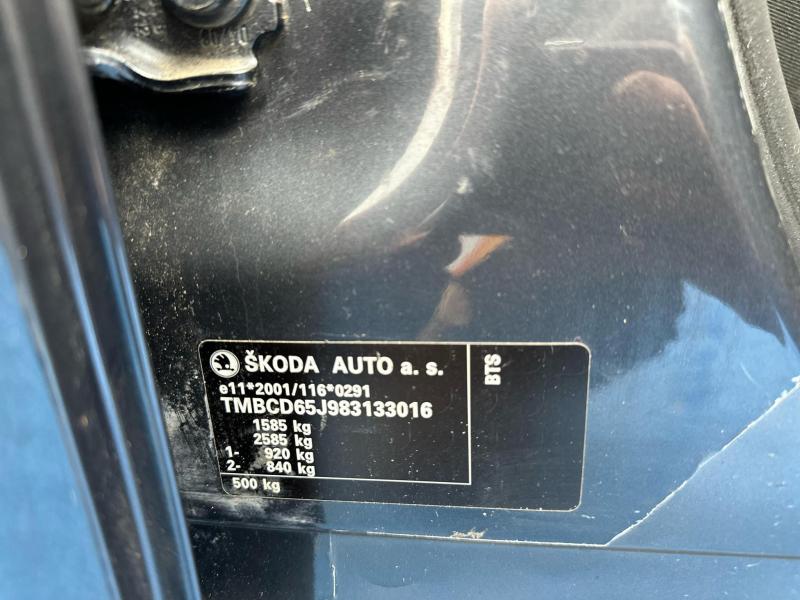 ŠKODA AUTO a. s.
e11*2001/116*0291
TMBCD65J983133016
1585 kg
2585 kg
1- 920 kg
2- 840 kg
500 kg
BTS